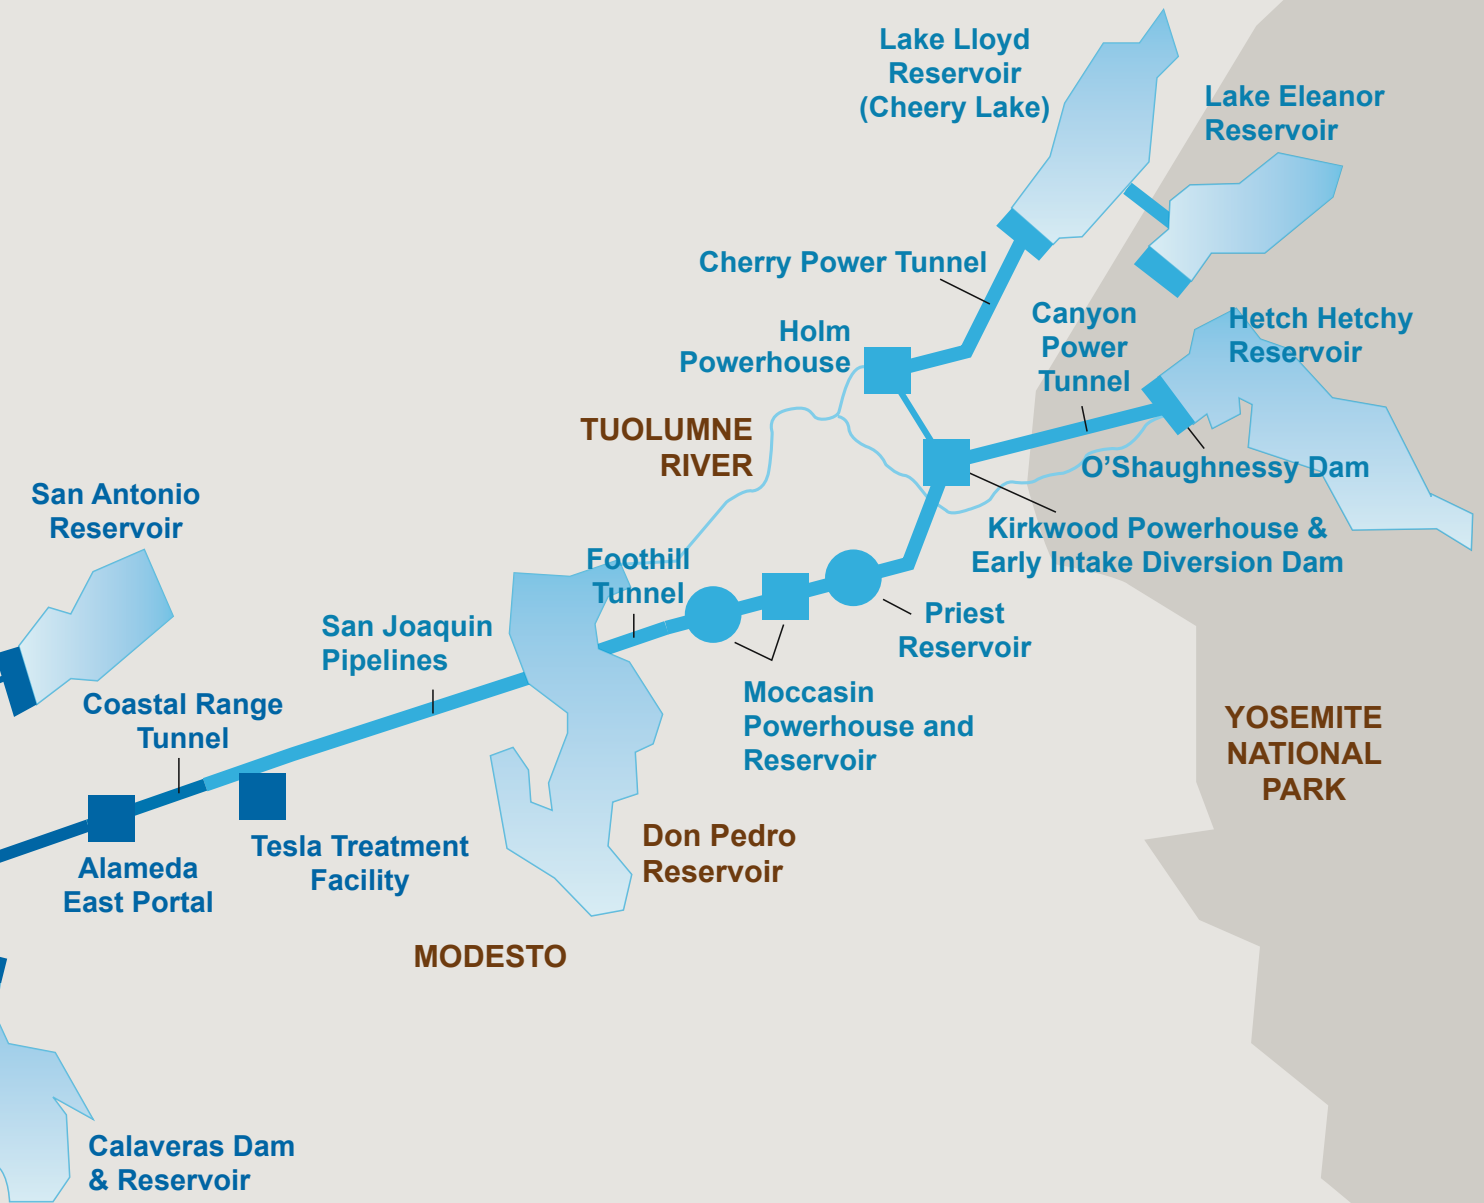 Lake Lloyd
Reservoir
(Cheery Lake)
Lake Eleanor
Reservoir
Cherry Power Tunnel
Canyon
Power
Tunnel
Hetch Hetchy
Reservoir
Holm
Powerhouse
TUOLUMNE
RIVER
O’Shaughnessy Dam
San Antonio
Reservoir
Kirkwood Powerhouse &
Early Intake Diversion Dam
Foothill
Tunnel
Priest
Reservoir
San Joaquin
Pipelines
Moccasin
Powerhouse and
Reservoir
Coastal Range
Tunnel
YOSEMITE
NATIONAL
PARK
Tesla Treatment
Facility
Don Pedro
Reservoir
Alameda
East Portal
MODESTO
Calaveras Dam
& Reservoir